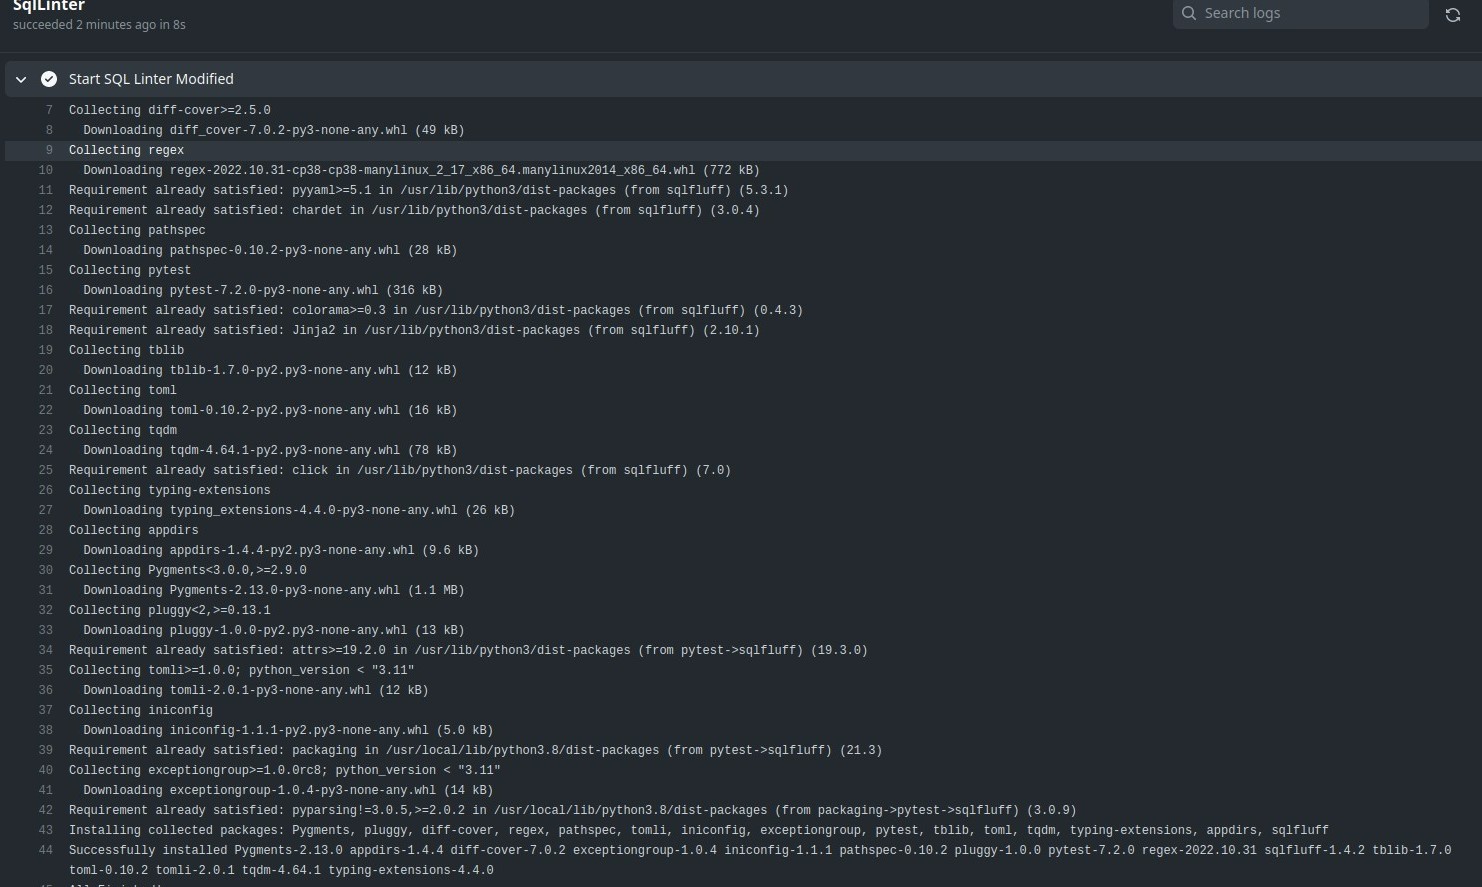 SqlLinter
succeeded 2 minutes ago in 8s
Search logs
Start SQL Linter Modified
7 Collecting diff-cover>=2.5.0
8 Downloading diff_cover-7.0.2-py3-none-any.whl (49 kB)
9 Collecting regex
10 Downloading regex-2022.10.31-cp38-cp38-manylinux_2_17_x86_64.manylinux2014_x86_64.whl (772 kB)
11 Requirement already satisfied: pyyaml>=5.1 in /usr/lib/python3/dist-packages (from sqlfluff) (5.3.1)
12 Requirement already satisfied: chardet in /usr/lib/python3/dist-packages (from sqlfluff) (3.0.4)
13 Collecting pathspec
14 Downloading pathspec-0.10.2-py3-none-any.whl (28 kB)
15 Collecting pytest
16 Downloading pytest-7.2.0-py3-none-any.whl (316 kB)
17 Requirement already satisfied: colorama>=0.3 in /usr/lib/python3/dist-packages (from sqlfluff) (0.4.3)
18 Requirement already satisfied: Jinja2 in /usr/lib/python3/dist-packages (from sqlfluff) (2.10.1)
19 Collecting tblib
20 Downloading tblib-1.7.0-py2.py3-none-any.whl (12 kB)
21 Collecting toml
22 Downloading toml-0.10.2-py2.py3-none-any.whl (16 kB)
23 Collecting tqdm
24 Downloading tqdm-4.64.1-py2.py3-none-any.whl (78 kB)
25 Requirement already satisfied: click in /usr/lib/python3/dist-packages (from sqlfluff) (7.0)
26 Collecting typing-extensions
27 Downloading typing_extensions-4.4.0-py3-none-any.whl (26 kB)
28 Collecting appdirs
29 Downloading appdirs-1.4.4-py2.py3-none-any.whl (9.6 kB)
30 Collecting Pygments<3.0.0,>=2.9.0
31 Downloading Pygments-2.13.0-py3-none-any.whl (1.1 MB)
32 Collecting pluggy<2,>=0.13.1
33 Downloading pluggy-1.0.0-py2.py3-none-any.whl (13 kB)
34 Requirement already satisfied: attrs>=19.2.0 in /usr/lib/python3/dist-packages (from pytest->sqlfluff) (19.3.0)
35 Collecting tomli>=1.0.0; python_version < "3.11"
36 Downloading tomli-2.0.1-py3-none-any.whl (12 kB)
37 Collecting iniconfig
38 Downloading iniconfig-1.1.1-py2.py3-none-any.whl (5.0 kB)
39 Requirement already satisfied: packaging in /usr/local/lib/python3.8/dist-packages (from pytest->sqlfluff) (21.3)
40 Collecting exceptiongroup>=1.0.0rc8; python_version < "3.11"
41 Downloading exceptiongroup-1.0.4-py3-none-any.whl (14 kB)
42 Requirement already satisfied: pyparsing!=3.0.5,>=2.0.2 in /usr/local/lib/python3.8/dist-packages (from packaging->pytest->sqlfluff) (3.0.9)
43 Installing collected packages: Pygments, pluggy, diff-cover, regex, pathspec, tomli, iniconfig, exceptiongroup, pytest, tblib, toml, tqdm, typing-extensions, appdirs, sqlfluff
44 Successfully installed Pygments-2.13.0 appdirs-1.4.4 diff-cover-7.0.2 exceptiongroup-1.0.4 iniconfig-1.1.1 pathspec-0.10.2 pluggy-1.0.0 pytest-7.2.0 regex-2022.10.31 sqlfluff-1.4.2 tblib-1.7.0
toml-0.10.2 tomli-2.0.1 tqdm-4.64.1 typing-extensions-4.4.0